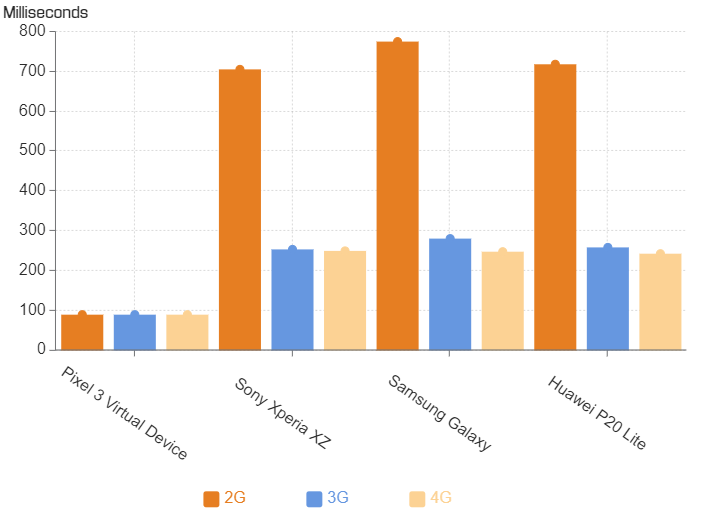 Milliseconds
800
700
600
500
400
300
200
100
0
Pixel 3 Virtual Device
Sony Xperia XZ
Samsung Galaxy
Huawei P20 Lite
2G 3G 4G